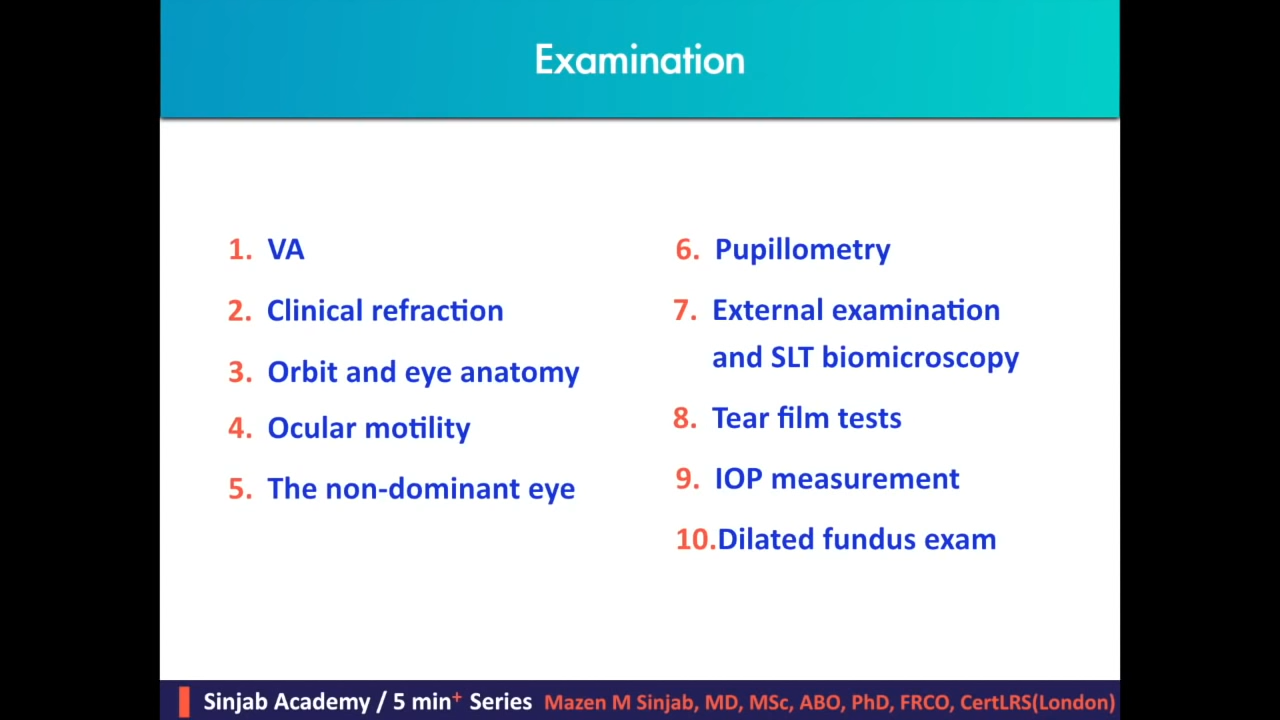 Examination
1. VA
2. Clinical refraction
3. Orbit and eye anatomy
4. Ocular motility
5. The non-dominant eye
6. Pupillometry
7. External examination
and SLT biomicroscopy
8. Tear film tests
9. IOP measurement
10.Dilated fundus exam
Sinjab Academy / 5 min+ Series Mazen M Sinjab, MD, MSc, ABO, PhD, FRCO, CertLRS(London)